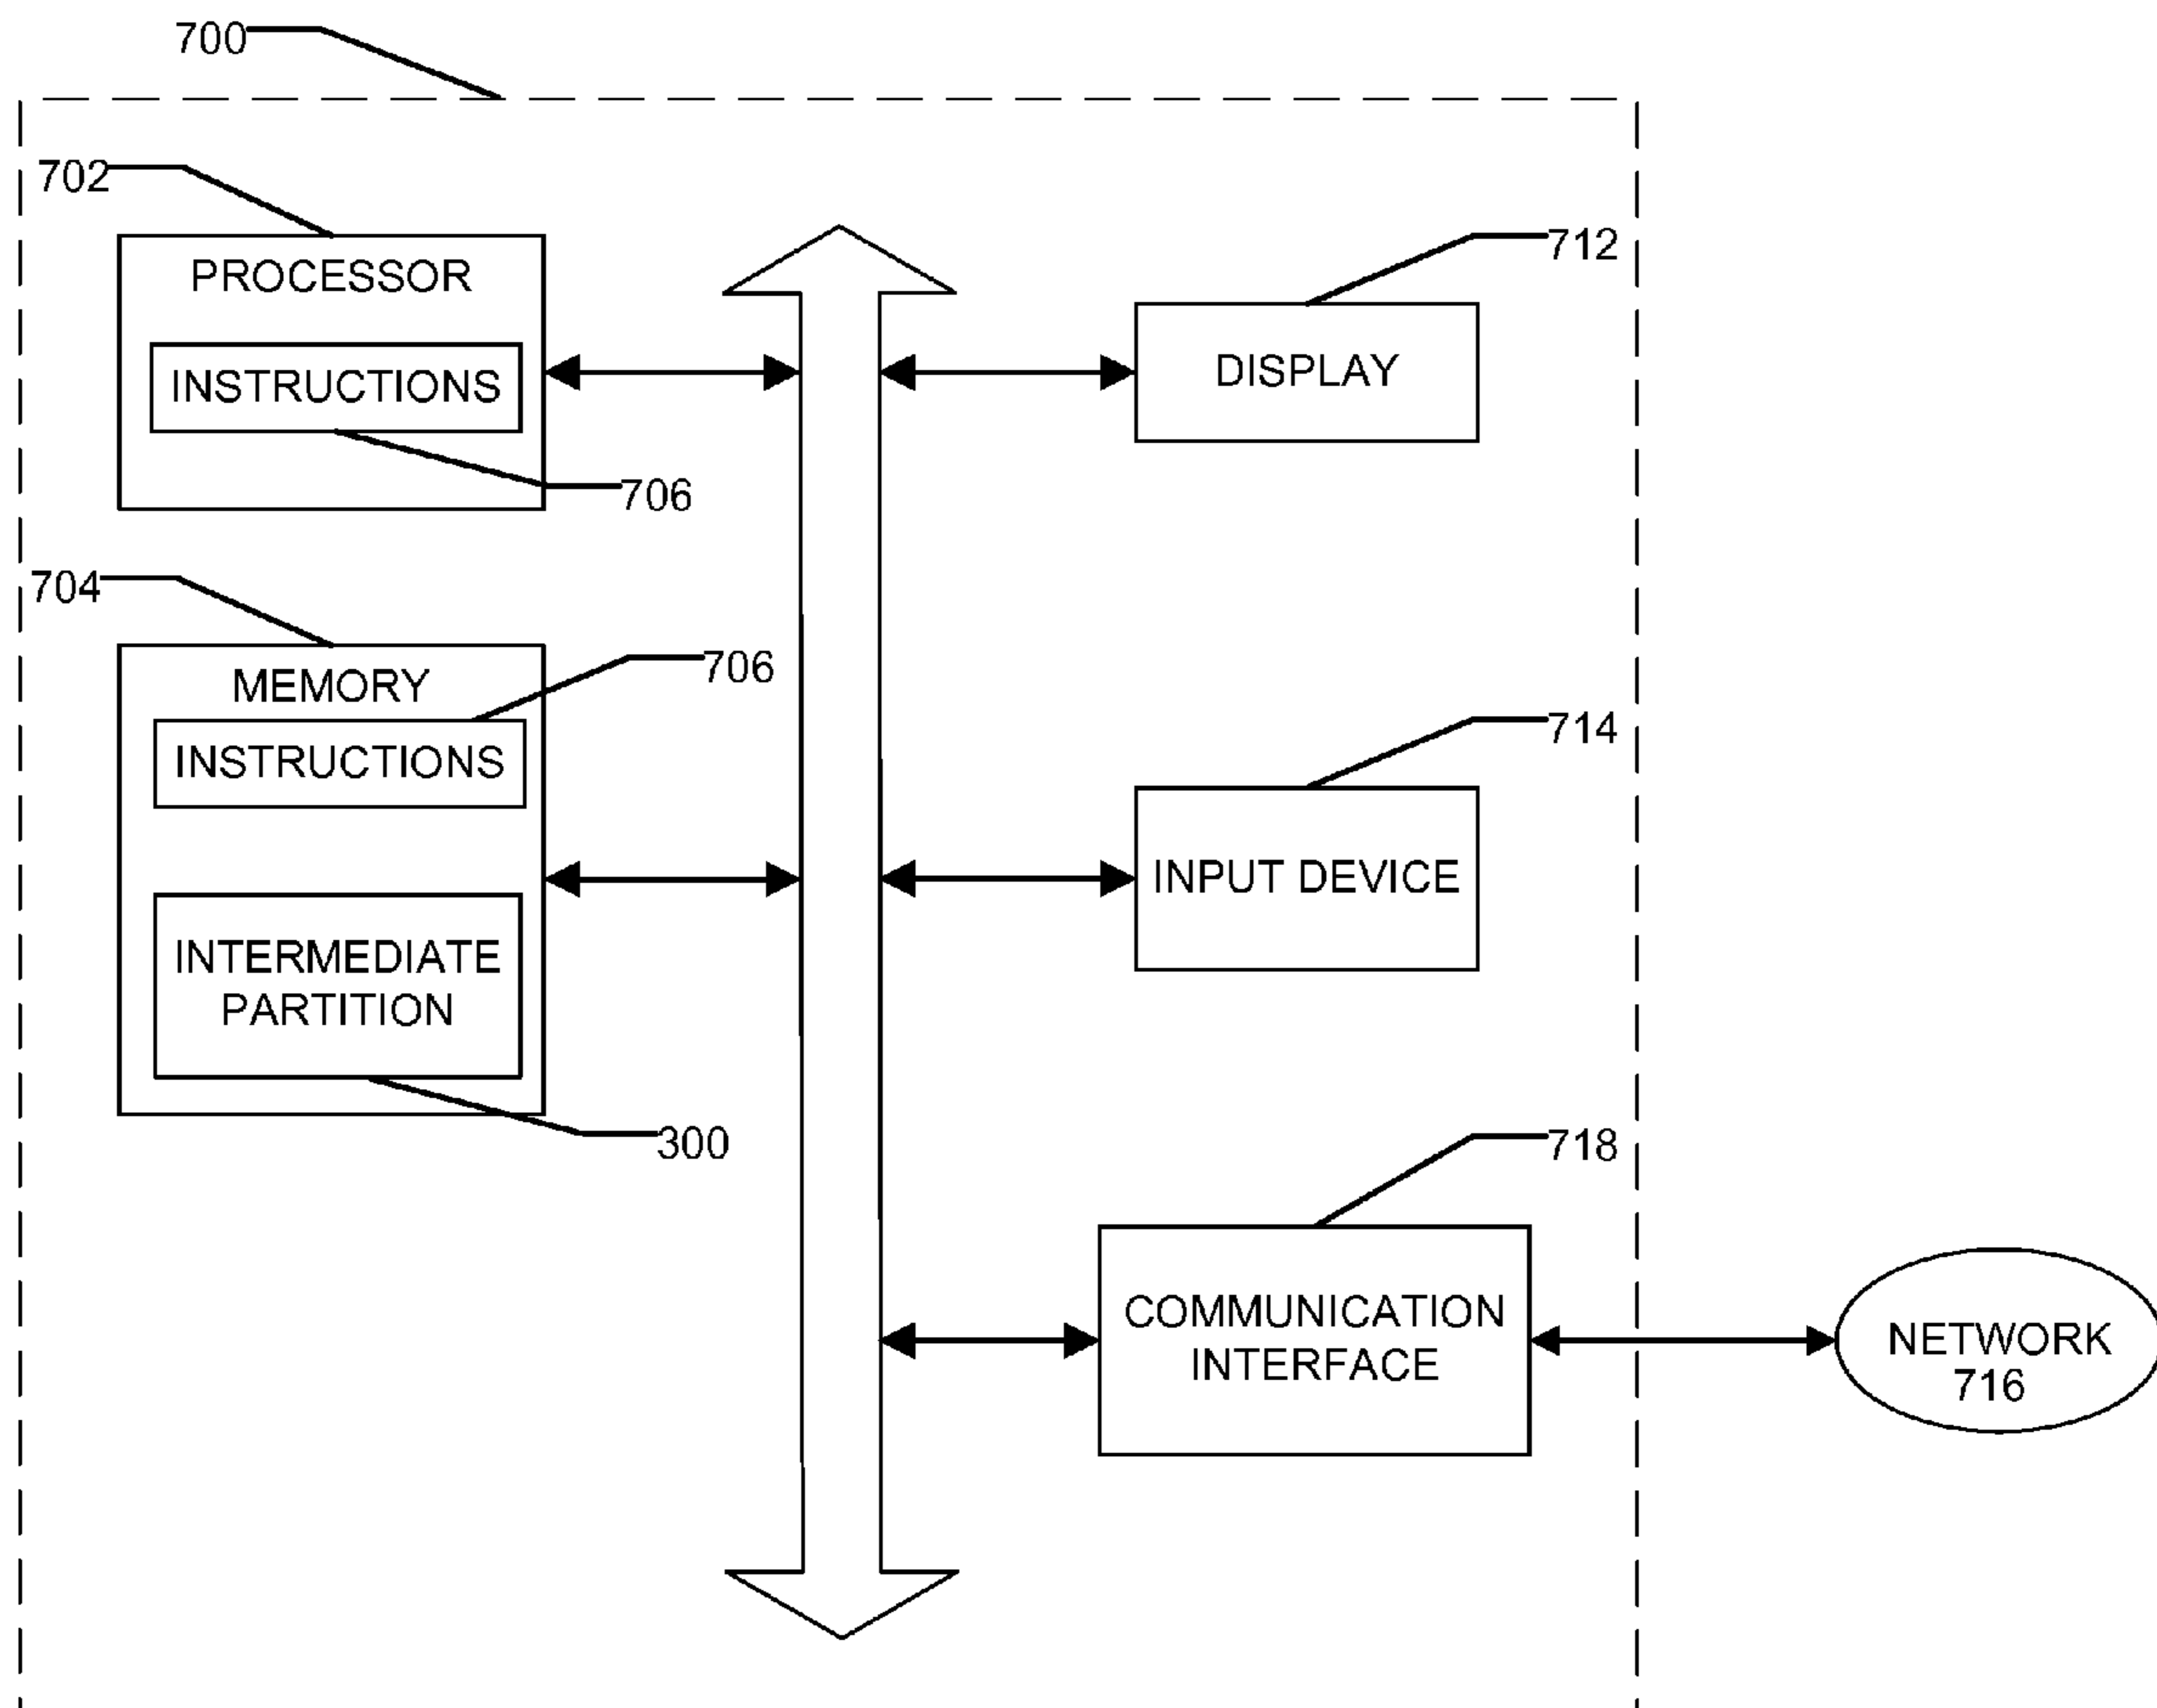 700
702
PROCESSOR
INSTRUCTIONS
706
712
DISPLAY
704
MEMORY
706
INSTRUCTIONS
INTERMEDIATE
PARTITION
300
714
INPUT DEVICE
718
COMMUNICATION
INTERFACE
NETWORK
716